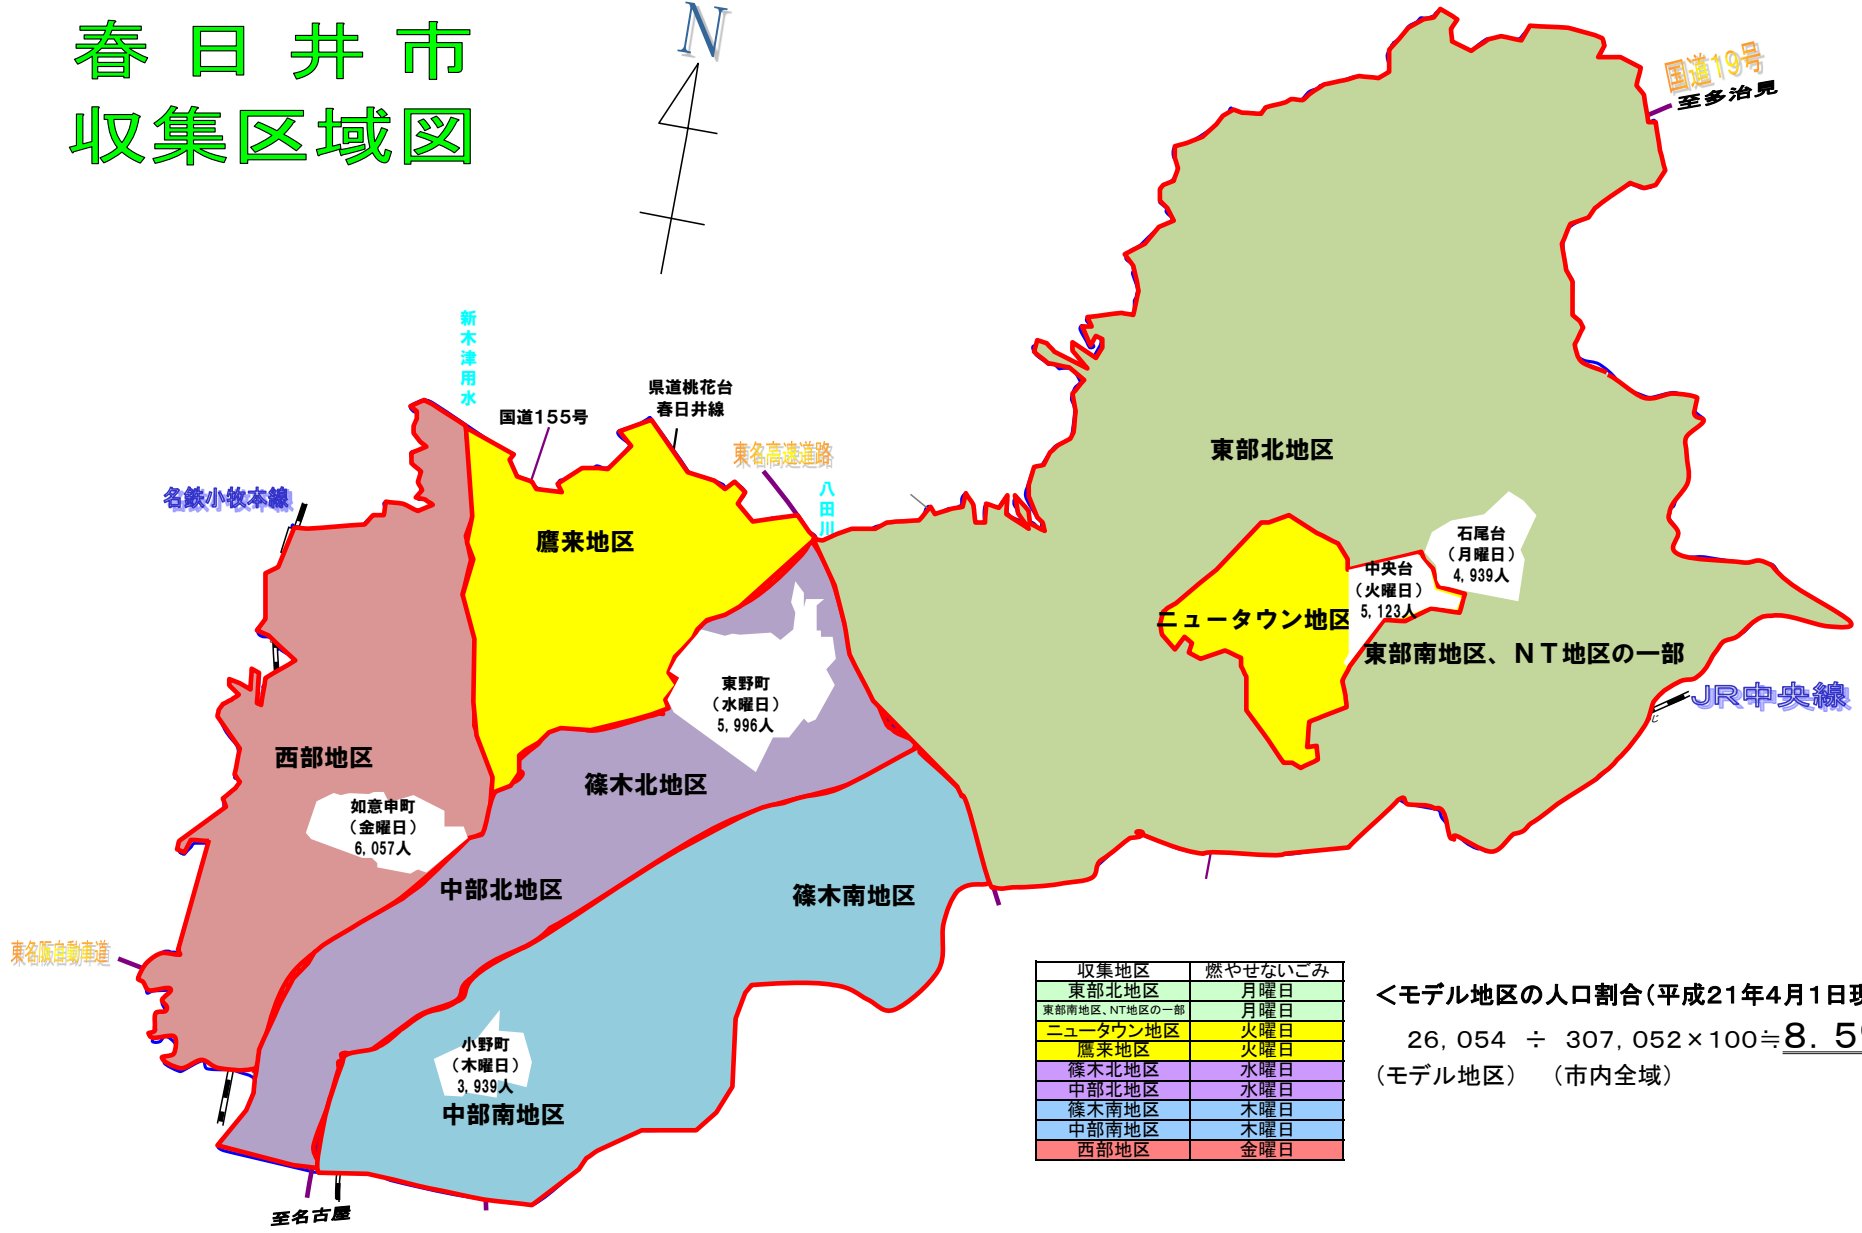 春日井市
収集区域図
N
国道19号
至多治見
新木津用水
国道155号
県道桃花台
春日井線
東名高速道路
八田川
名鉄小牧本線
東部北地区
鷹来地区
石尾台
（月曜日）
4,939人
中央台
（火曜日）
5,123人
ニュータウン地区
東部南地区、NT地区の一部
東野町
（水曜日）
5,996人
JR中央線
じ
西部地区
篠木北地区
如意申町
（金曜日）
6,057人
中部北地区
篠木南地区
東名阪自動車道
小野町
（木曜日）
3,939人
中部南地区
至名古屋
収集地区 燃やせないごみ
東部北地区 月曜日
東部南地区、NT地区の一部 月曜日
ニュータウン地区 火曜日
鷹来地区 火曜日
篠木北地区 水曜日
中部北地区 水曜日
篠木南地区 木曜日
中部南地区 木曜日
西部地区 金曜日
＜モデル地区の人口割合（平成21年4月1日現
26,054 ÷ 307,052×100≒8.5
（モデル地区） （市内全域）